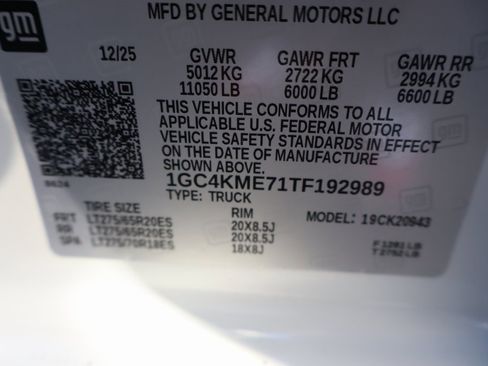 gm
MFD BY GENERAL MOTORS LLC
12/25 GVWR GAWR FRT GAWR RR
5012 KG 2722 KG 2994 KG
11050 LB 6000 LB 6600 LB
THIS VEHICLE CONFORMS TO ALL
APPLICABLE U.S. FEDERAL MOTOR
VEHICLE SAFETY STANDARDS IN EFFECT
ON THE DATE OF MANUFACTURE
SHOWN ABOVE.
1GC4KME71TF192989
TYPE: TRUCK
TIRE SIZE RIM MODEL: 19CK20943
FRT LT275/65R20ES 20X8.5J
RR LT275/65R20ES 20X8.5J
SPA LT275/70R18ES 18X8J